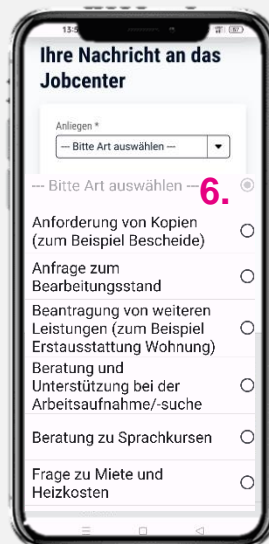 Ihre Nachricht an das
Jobcenter
Anliegen *
--- Bitte Art auswählen ---
--- Bitte Art auswählen ---
6.
Anforderung von Kopien
(zum Beispiel Bescheide)
Anfrage zum
Bearbeitungsstand
Beantragung von weiteren
Leistungen (zum Beispiel
Erstausstattung Wohnung)
Beratung und
Unterstützung bei der
Arbeitsaufnahme/-suche
Beratung zu Sprachkursen
Frage zu Miete und
Heizkosten